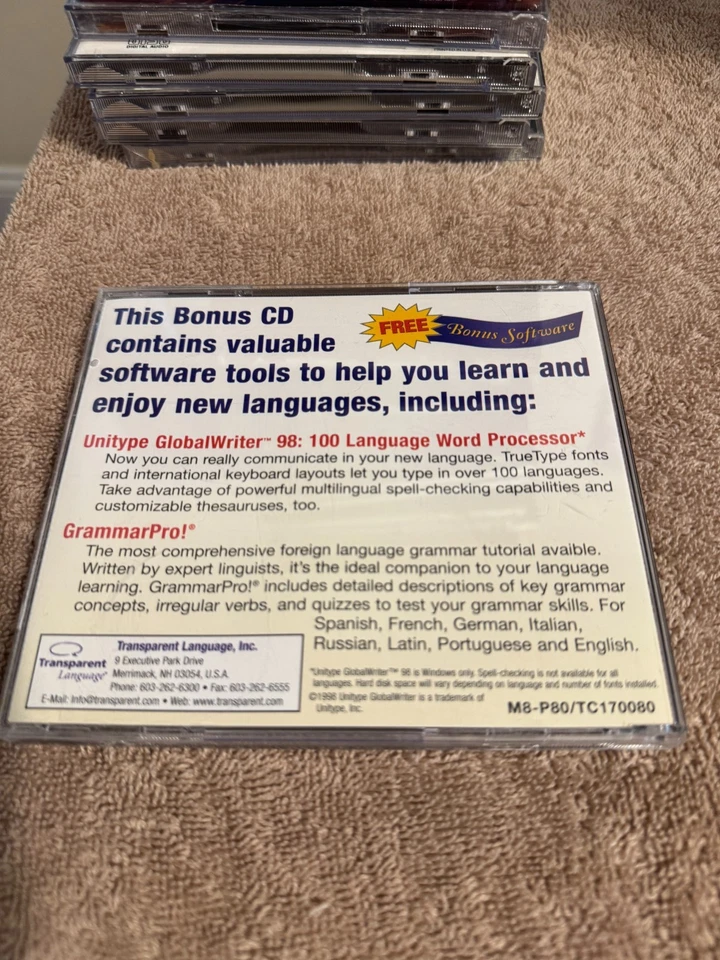 DIGITAL AUDIO
This Bonus CD
contains valuable
FREE Bonus Software
software tools to help you learn and
enjoy new languages, including:
Unitype GlobalWriter™ 98: 100 Language Word Processor*
Now you can really communicate in your new language. TrueType fonts
and international keyboard layouts let you type in over 100 languages.
Take advantage of powerful multilingual spell-checking capabilities and
customizable thesauruses, too.
GrammarPro!®
The most comprehensive foreign language grammar tutorial avaible.
Written by expert linguists, it's the ideal companion to your language
learning. GrammarPro!® includes detailed descriptions of key grammar
concepts, irregular verbs, and quizzes to test your grammar skills. For
Spanish, French, German, Italian,
Russian, Latin, Portuguese and English.
Transparent
Language®
Transparent Language, Inc.
9 Executive Park Drive
Merrimack, NH 03054, U.S.A.
Phone: 603-262-6300 • Fax: 603-262-6555
E-Mail: Info@transparent.com • Web: www.transparent.com
*Unitype GlobalWriter™ 98 is Windows only. Spell-checking is not available for all
languages. Hard disk space will vary depending on language and number of fonts installed.
©1998 Unitype GlobalWriter is a trademark of
Unitype, Inc.
M8-P80/TC170080